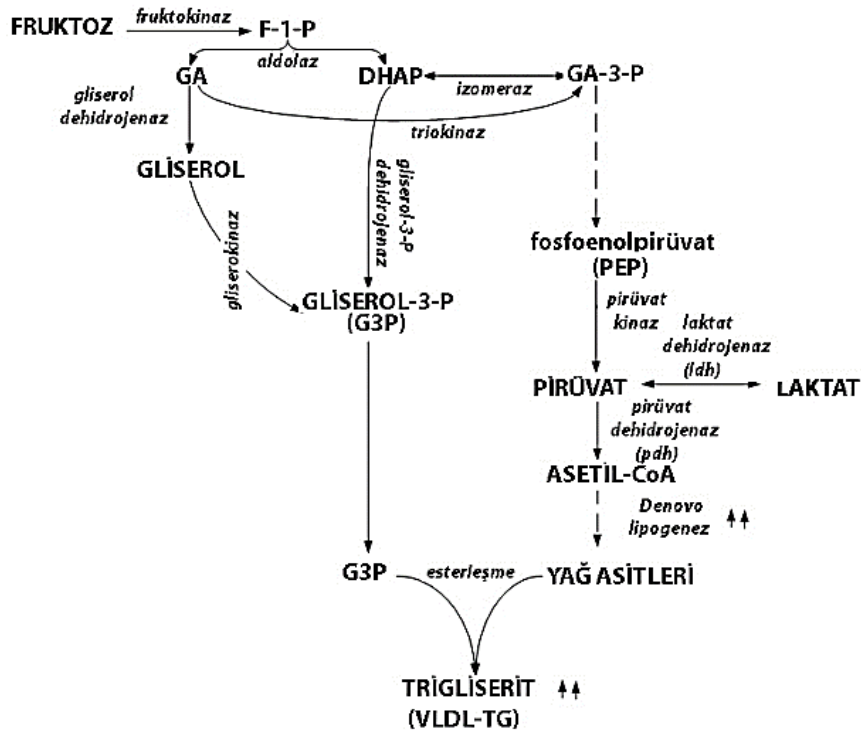 FRUKTOZ
fruktokinaz
F-1-P
aldolaz
GA
DHAP
izomeraz
GA-3-P
gliserol
dehidrojenaz
triokinaz
GLİSEROL
gliserol-3-P
dehidrojenaz
gliserokinaz
fosfoenolpirüvat
(PEP)
GLİSEROL-3-P
(G3P)
pirüvat
kinaz
laktat
dehidrojenaz
(ldh)
PİRÜVAT
LAKTAT
pirüvat
dehidrojenaz
(pdh)
ASETİL-CoA
Denovo
lipogenez
G3P
esterleşme
YAĞ ASİTLERİ
TRİGLİSERİT
(VLDL-TG)